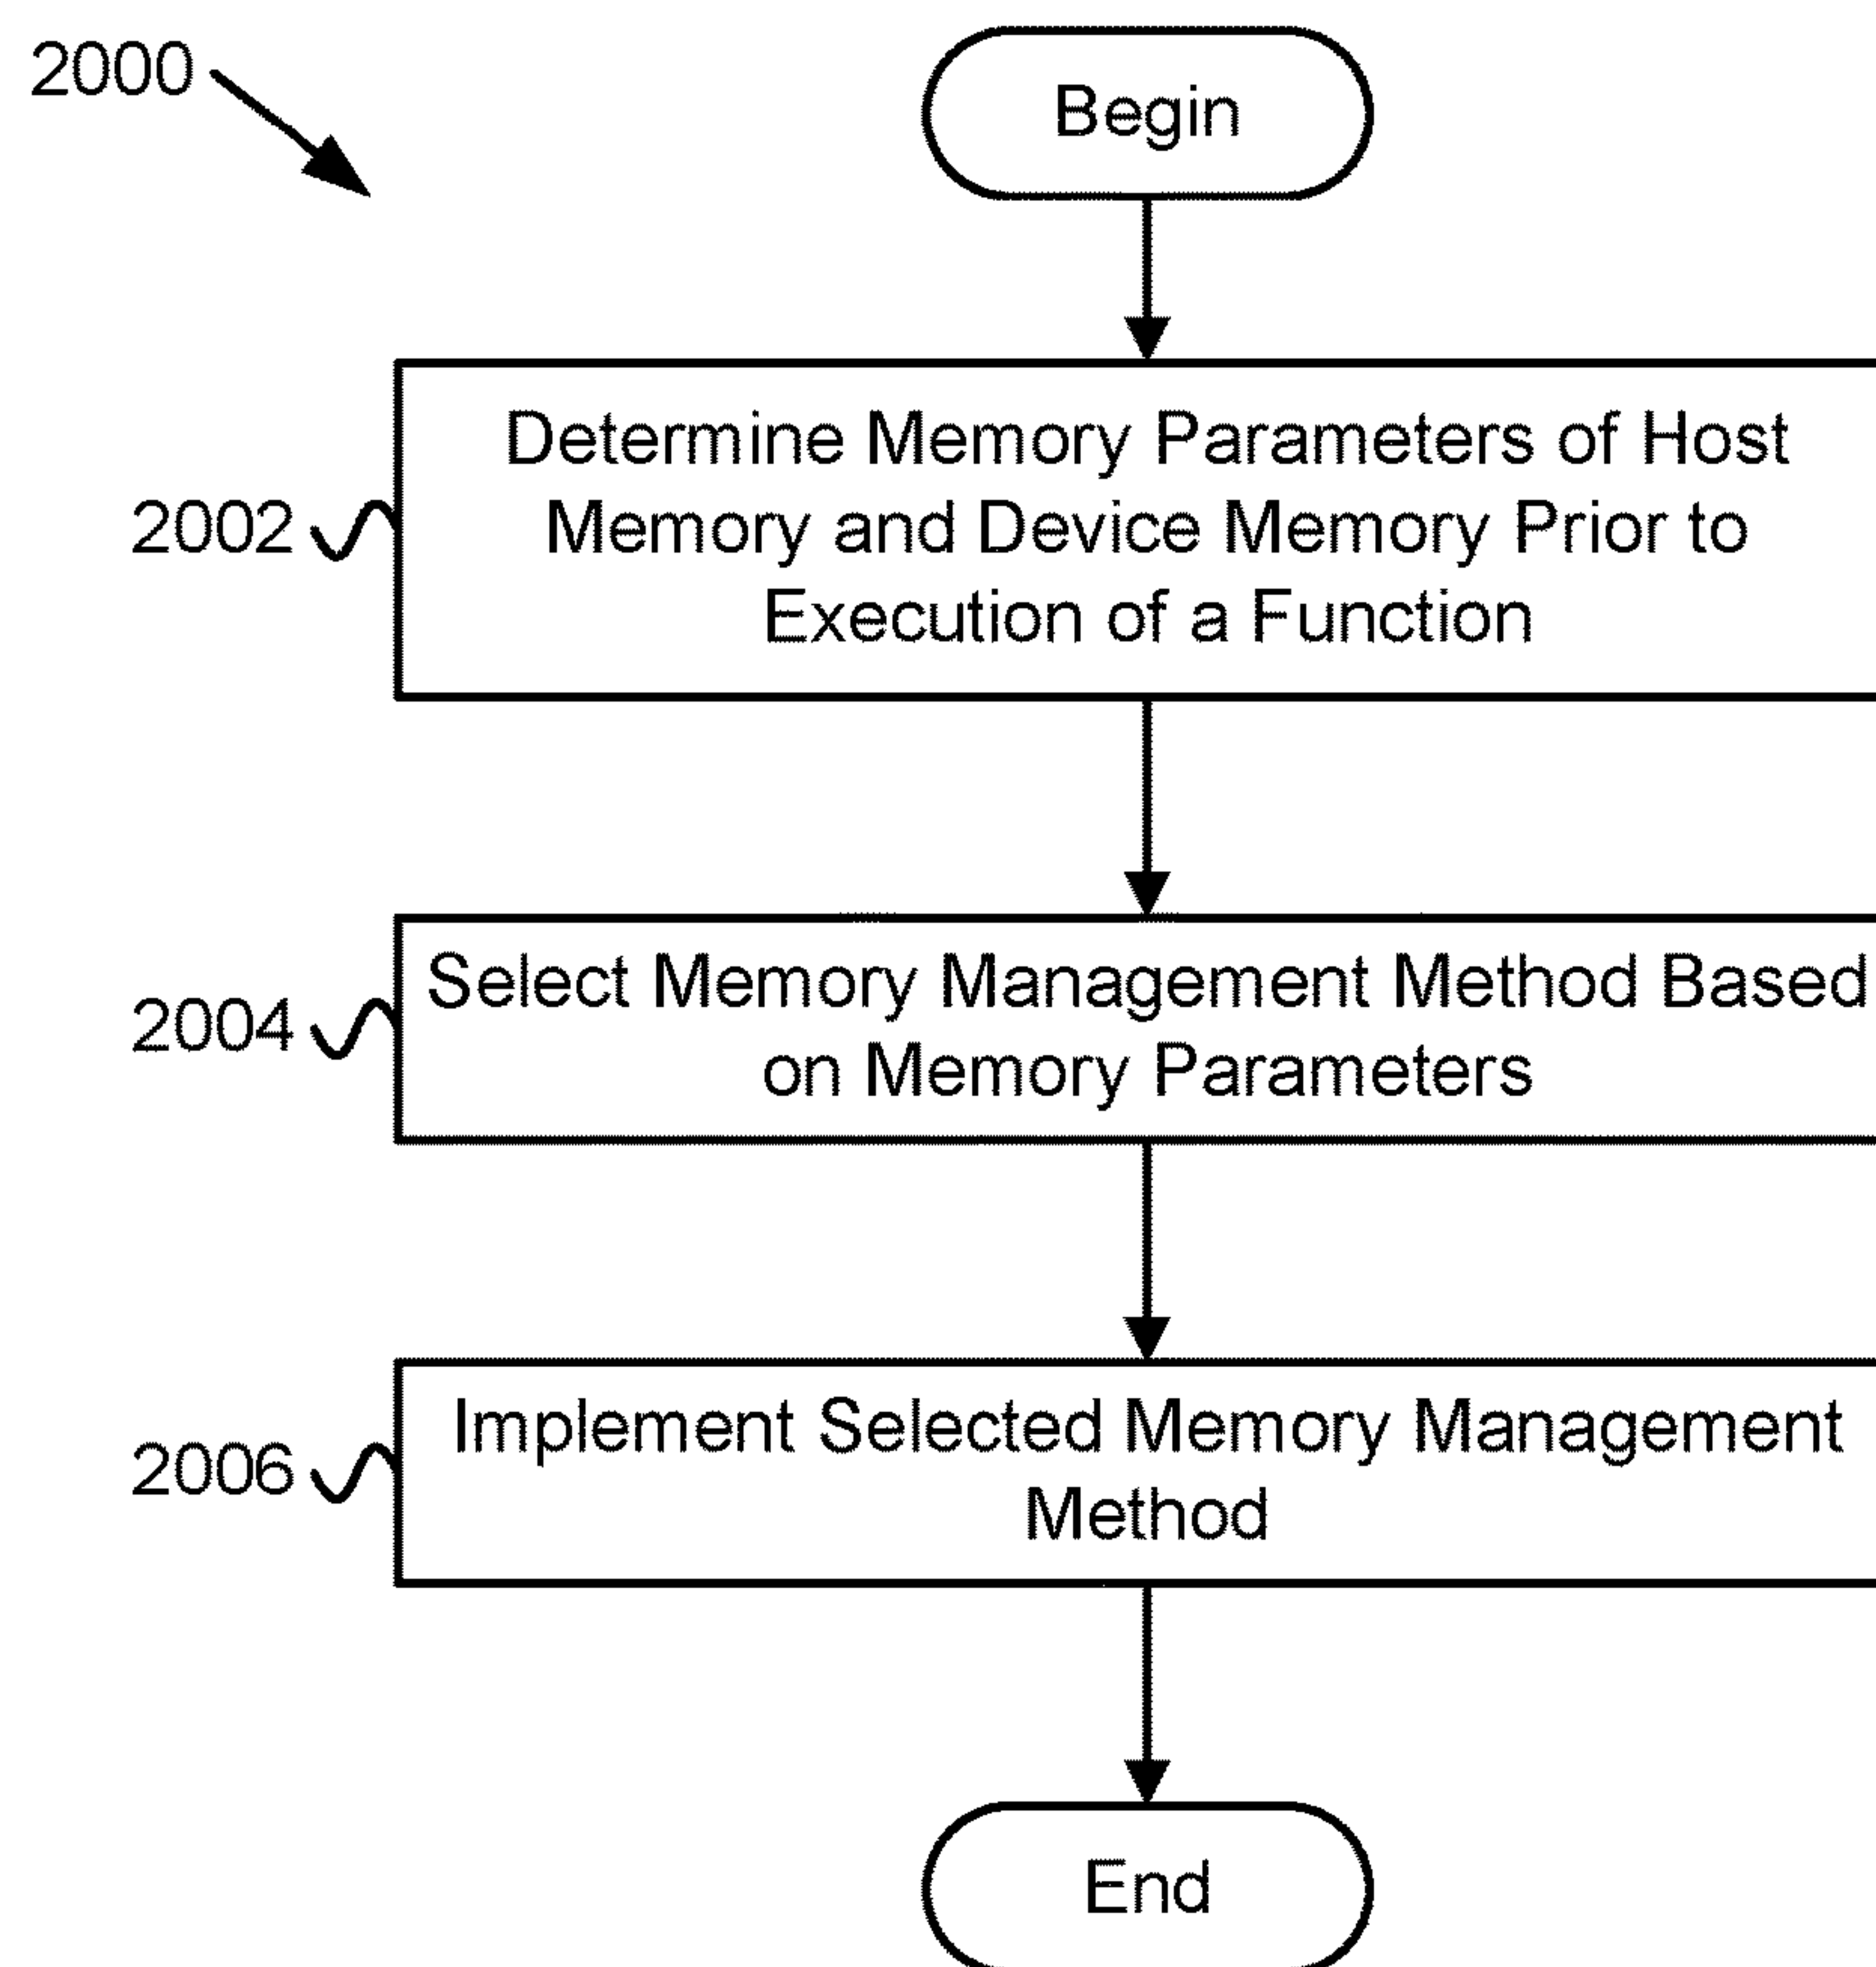 2000
Begin
Determine Memory Parameters of Host
Memory and Device Memory Prior to
Execution of a Function
2002
Select Memory Management Method Based
on Memory Parameters
2004
Implement Selected Memory Management
Method
2006
End